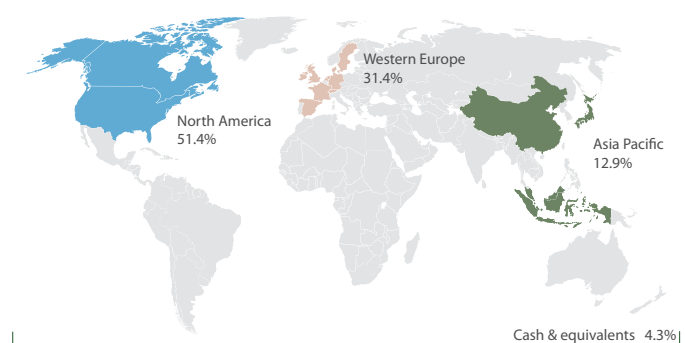 Western Europe
31.4%
North America
51.4%
Asia Pacific
12.9%
Cash & equivalents 4.3%